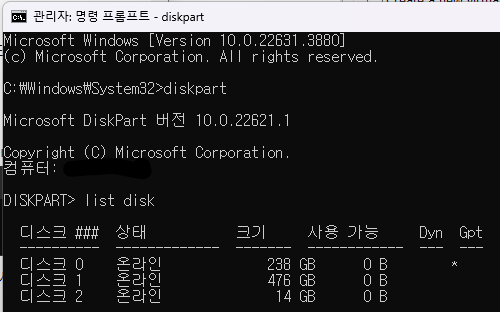 관리자: 명령 프롬프트 - diskpart
Microsoft Windows [Version 10.0.22631.3880]
(c) Microsoft Corporation. All rights reserved.
C:₩Windows₩System32>diskpart
Microsoft DiskPart 버전 10.0.22621.1
Copyright (C) Microsoft Corporation.
컴퓨터:
DISKPART> list disk
디스크 ### 상태 크기 사용 가능 Dyn Gpt
디스크 0 온라인 238 GB 0 B *
디스크 1 온라인 476 GB 0 B
디스크 2 온라인 14 GB 0 B